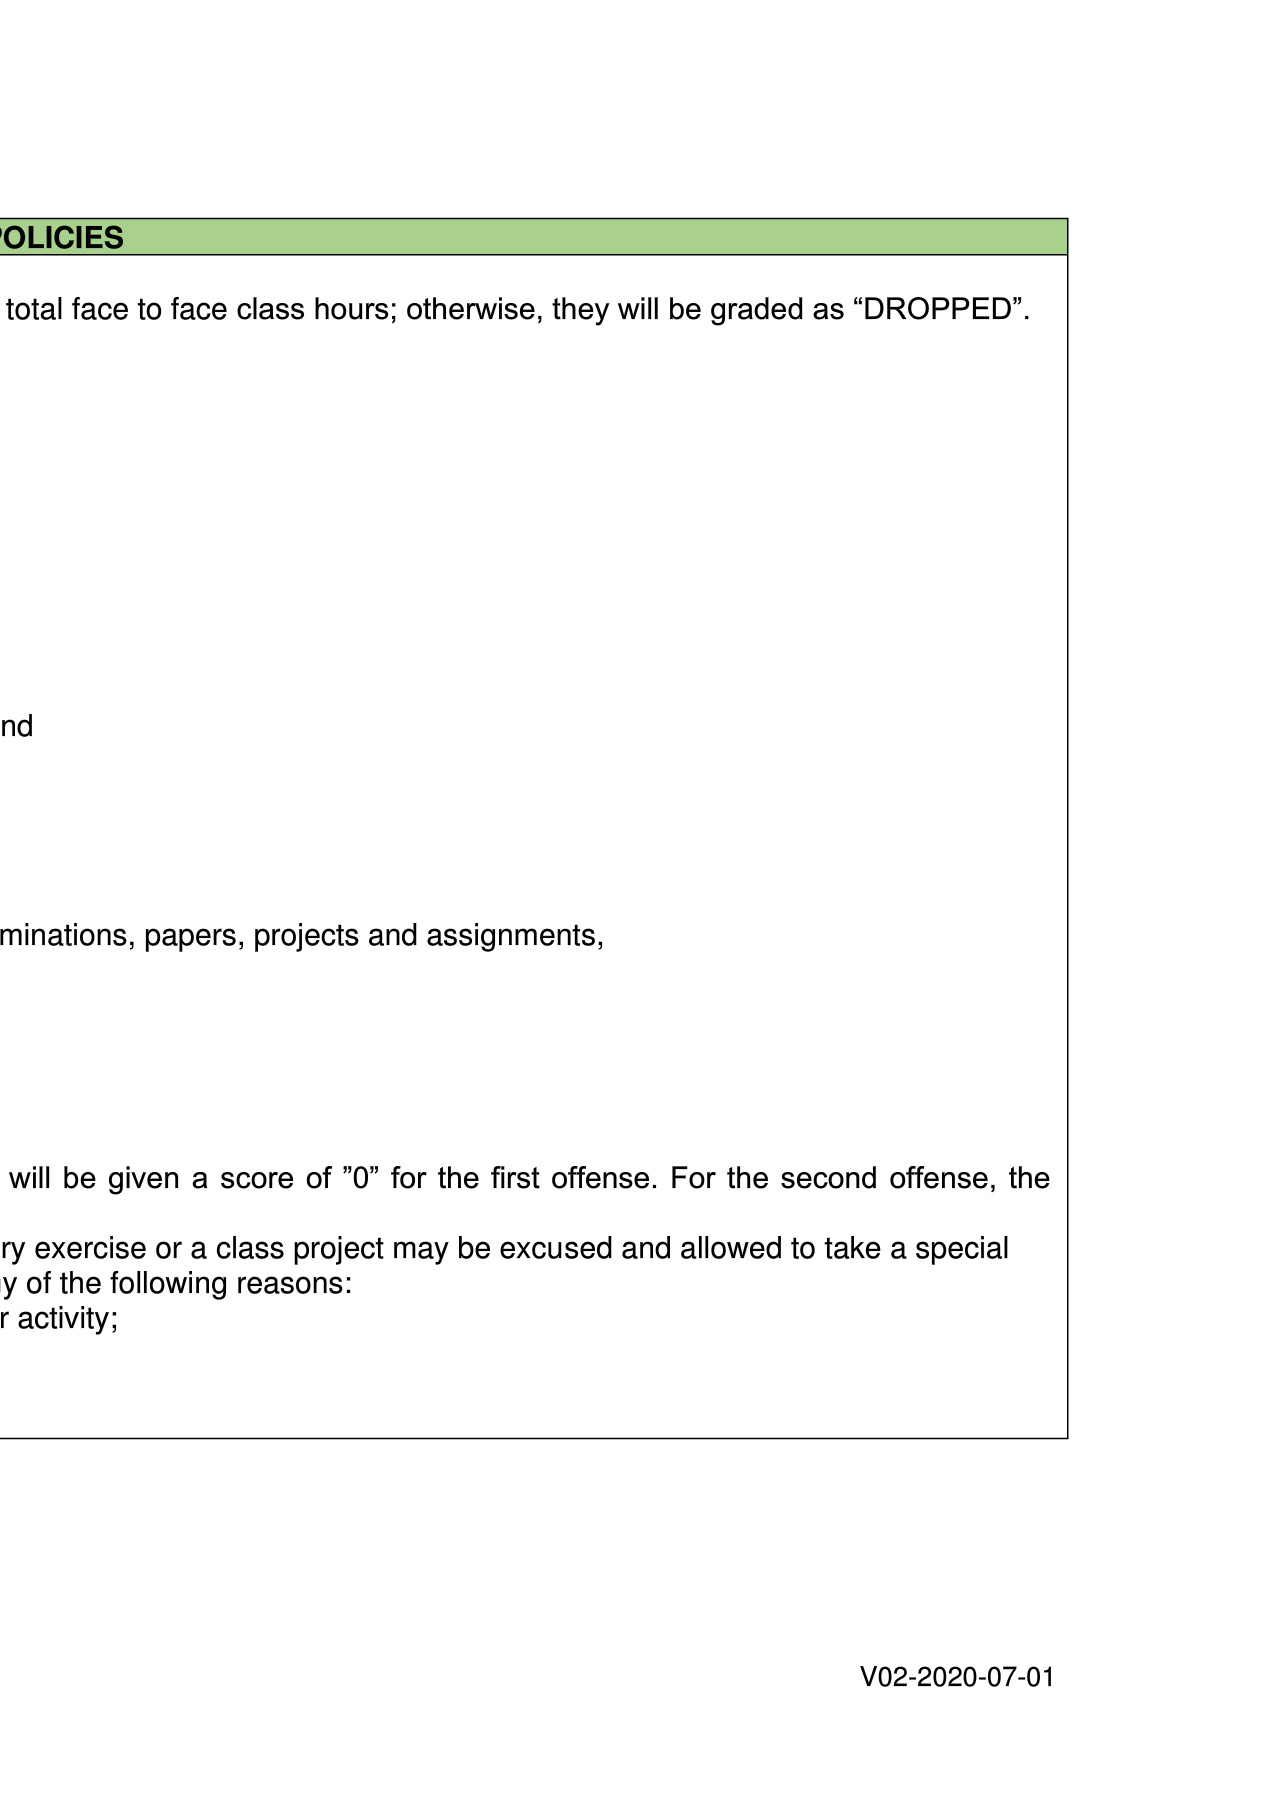 POLICIES
total face to face class hours; otherwise, they will be graded as “DROPPED”.
nd
minations, papers, projects and assignments,
will be given a score of ”0” for the first offense. For the second offense, the
ry exercise or a class project may be excused and allowed to take a special
y of the following reasons:
r activity;
V02-2020-07-01